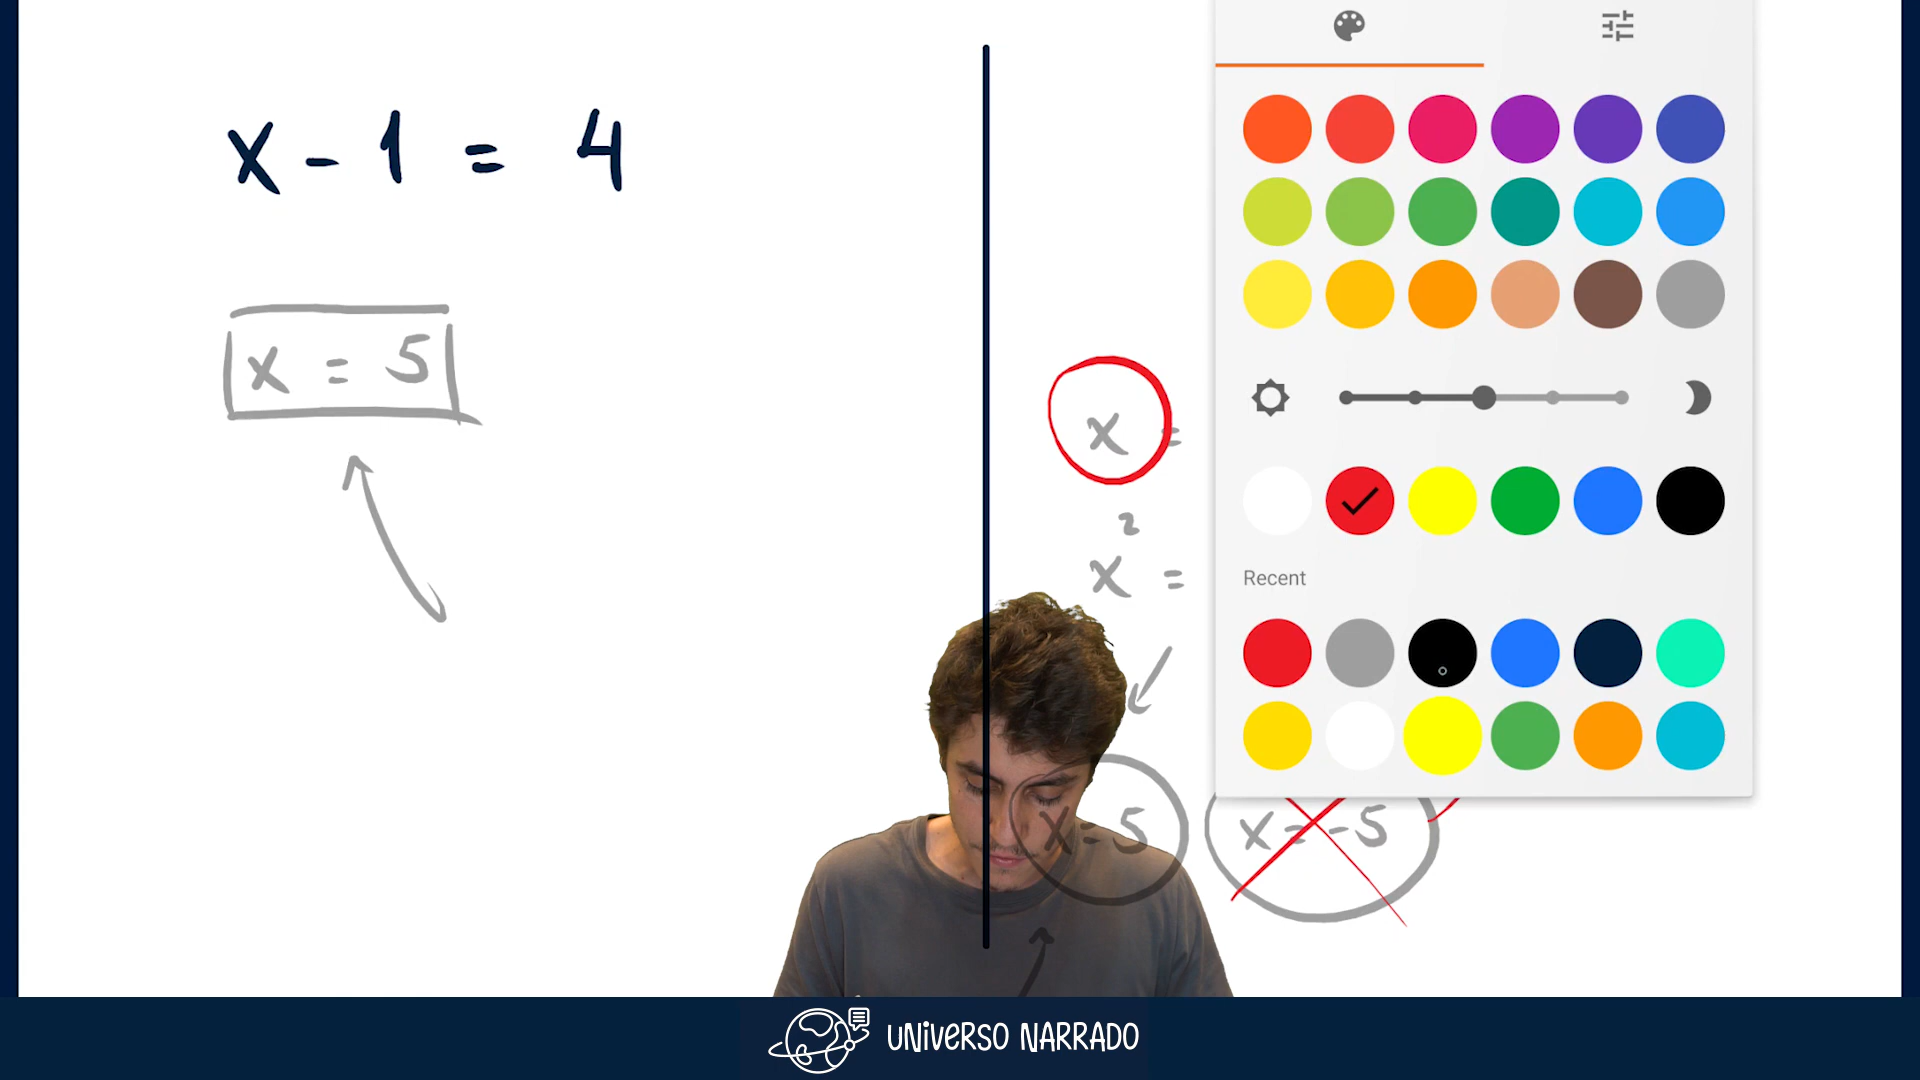 x - 1 = 4
x = 5
x =
x² =
x = 5
x = -5
Recent
UNIVERSO NARRADO